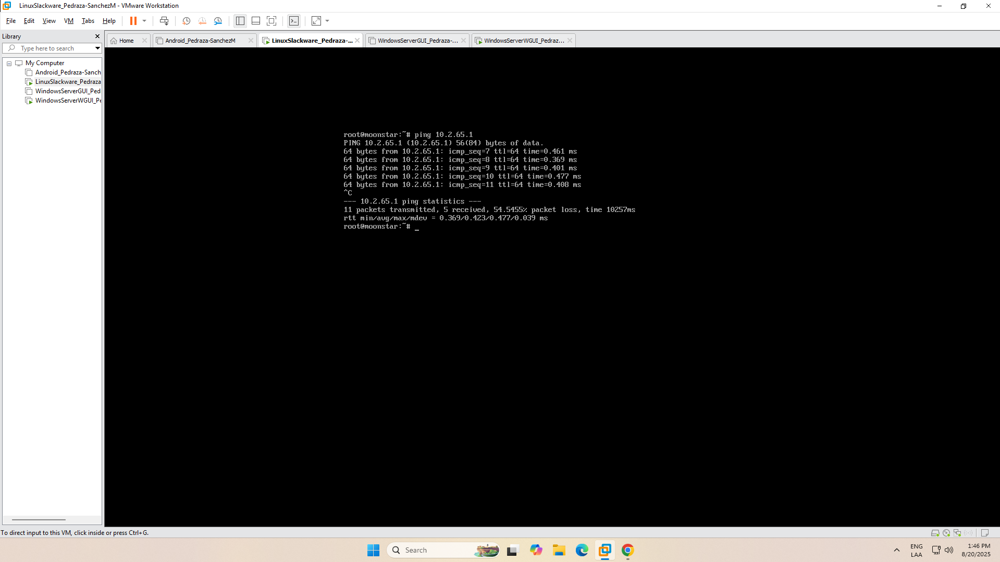 LinuxSlackware_Pedraza-SanchezM - VMware Workstation
File Edit View VM Tabs Help
Library
Home Android_Pedraza-SanchezM LinuxSlackware_Pedraza-... WindowsServerGUI_Pedraza-... WindowsServerWGUI_Pedraz...
Type here to search
My Computer
Android_Pedraza-Sanch
LinuxSlackware_Pedraza
WindowsServerGUI_Ped
WindowsServerWGUI_Pe
root@moonstar:~# ping 10.2.65.1
PING 10.2.65.1 (10.2.65.1) 56(84) bytes of data.
64 bytes from 10.2.65.1: icmp_seq=7 ttl=64 time=0.461 ms
64 bytes from 10.2.65.1: icmp_seq=8 ttl=64 time=0.369 ms
64 bytes from 10.2.65.1: icmp_seq=9 ttl=64 time=0.401 ms
64 bytes from 10.2.65.1: icmp_seq=10 ttl=64 time=0.477 ms
64 bytes from 10.2.65.1: icmp_seq=11 ttl=64 time=0.408 ms
^C
--- 10.2.65.1 ping statistics ---
11 packets transmitted, 5 received, 54.5455% packet loss, time 10257ms
rtt min/avg/max/mdev = 0.369/0.423/0.477/0.039 ms
root@moonstar:~# _
To direct input to this VM, click inside or press Ctrl+G.
Search
ENG
LAA
1:46 PM
8/20/2025